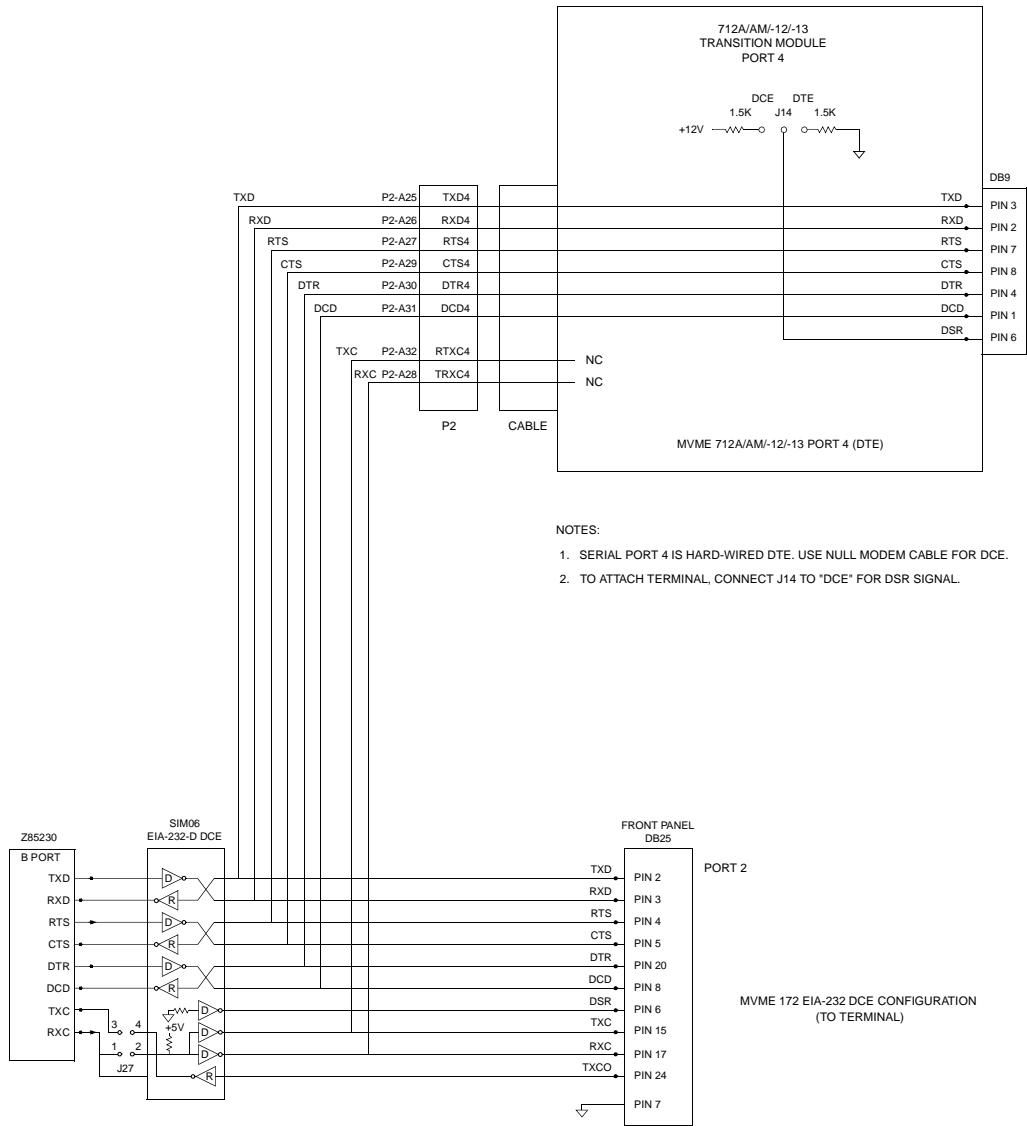 712A/AM/-12/-13
TRANSITION MODULE
PORT 4
DCE DTE
1.5K J14 1.5K
+12V
DB9
TXD P2-A25 TXD4 TXD PIN 3
RXD P2-A26 RXD4 RXD PIN 2
RTS P2-A27 RTS4 RTS PIN 7
CTS P2-A29 CTS4 CTS PIN 8
DTR P2-A30 DTR4 DTR PIN 4
DCD P2-A31 DCD4 DCD PIN 1
DSR PIN 6
TXC P2-A32 RTXC4 NC
RXC P2-A28 TRXC4 NC
P2 CABLE
MVME 712A/AM/-12/-13 PORT 4 (DTE)
NOTES:
1. SERIAL PORT 4 IS HARD-WIRED DTE. USE NULL MODEM CABLE FOR DCE.
2. TO ATTACH TERMINAL, CONNECT J14 TO "DCE" FOR DSR SIGNAL.
Z85230
B PORT
TXD
RXD
RTS
CTS
DTR
DCD
TXC
RXC
SIM06
EIA-232-D DCE
D
R
D
R
D
R
D
D
D
R
+5V
3 4
1 2
J27
FRONT PANEL
DB25
PORT 2
TXD PIN 2
RXD PIN 3
RTS PIN 4
CTS PIN 5
DTR PIN 20
DCD PIN 8
DSR PIN 6
TXC PIN 15
RXC PIN 17
TXCO PIN 24
PIN 7
MVME 172 EIA-232 DCE CONFIGURATION
(TO TERMINAL)